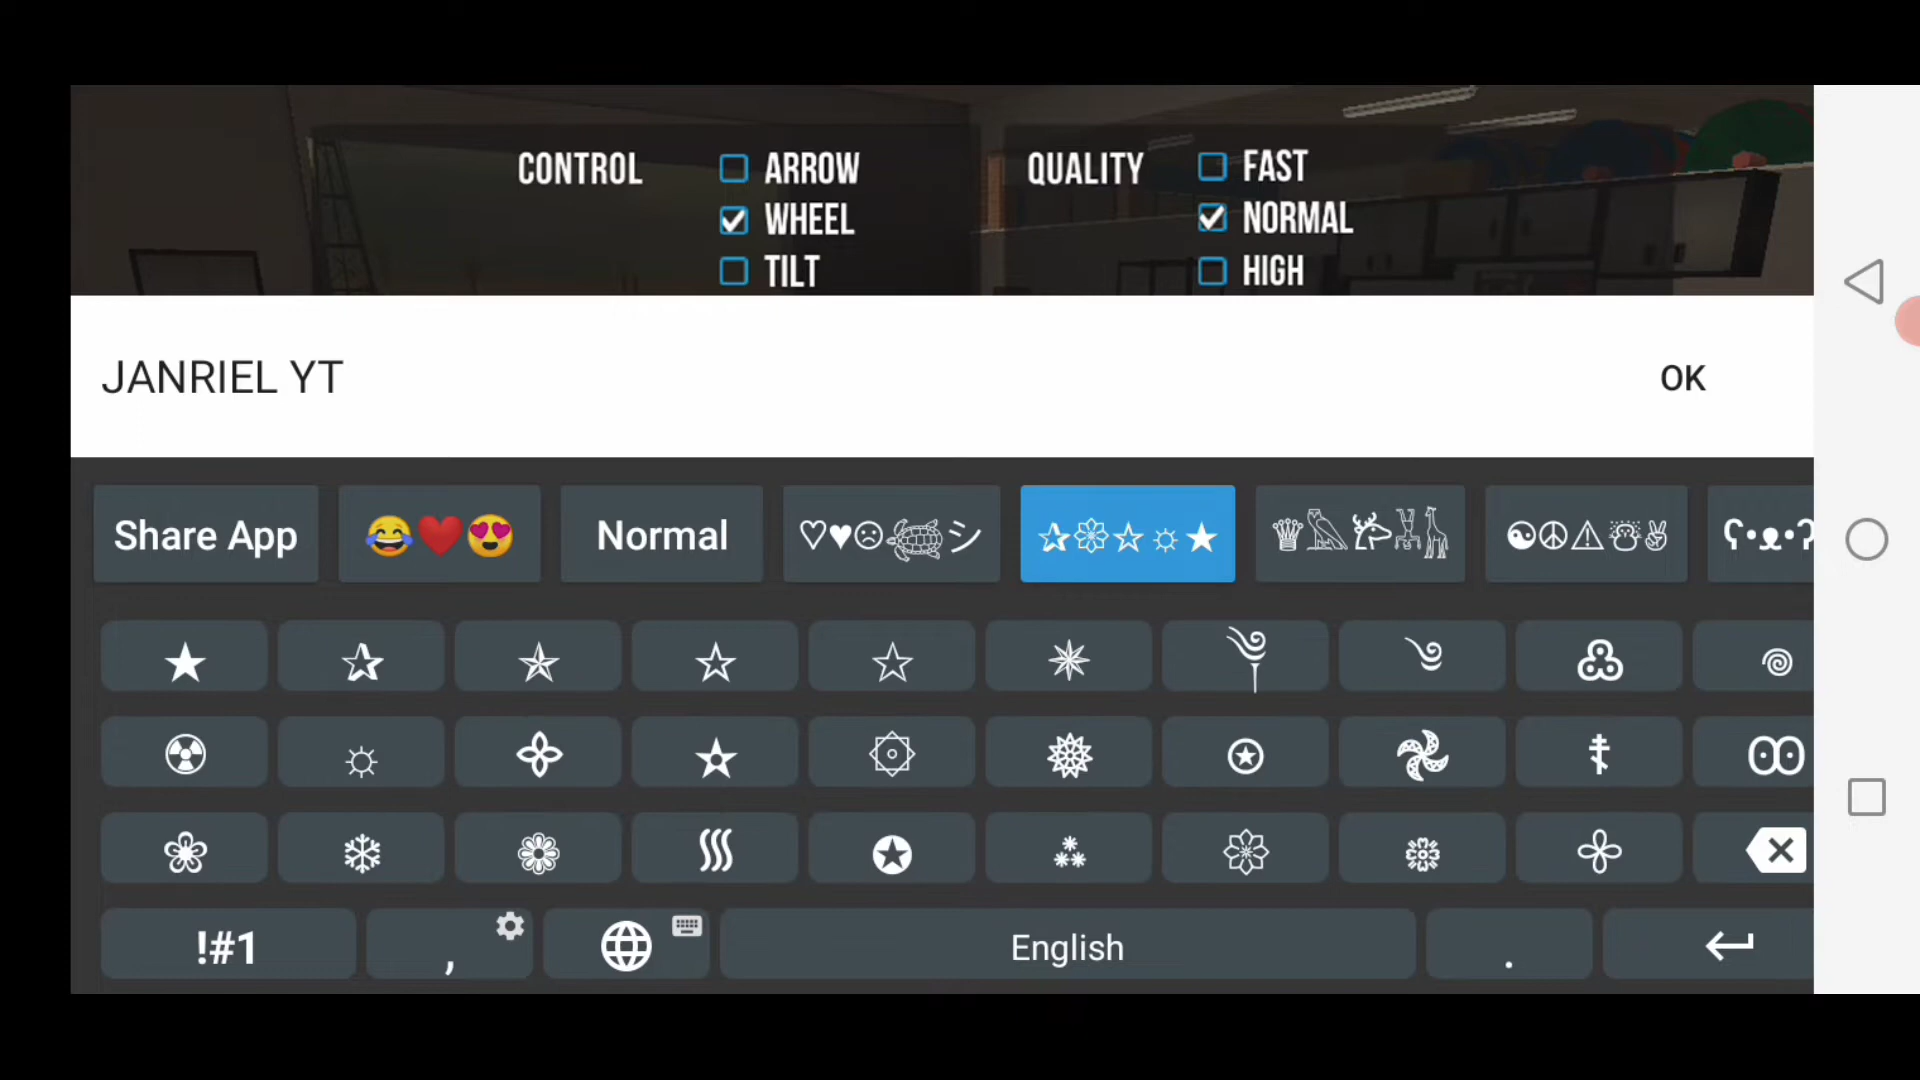 CONTROL
ARROW
WHEEL
TILT
QUALITY
FAST
NORMAL
HIGH
JANRIEL YT
OK
Share App
Normal
!#1
,
English
.